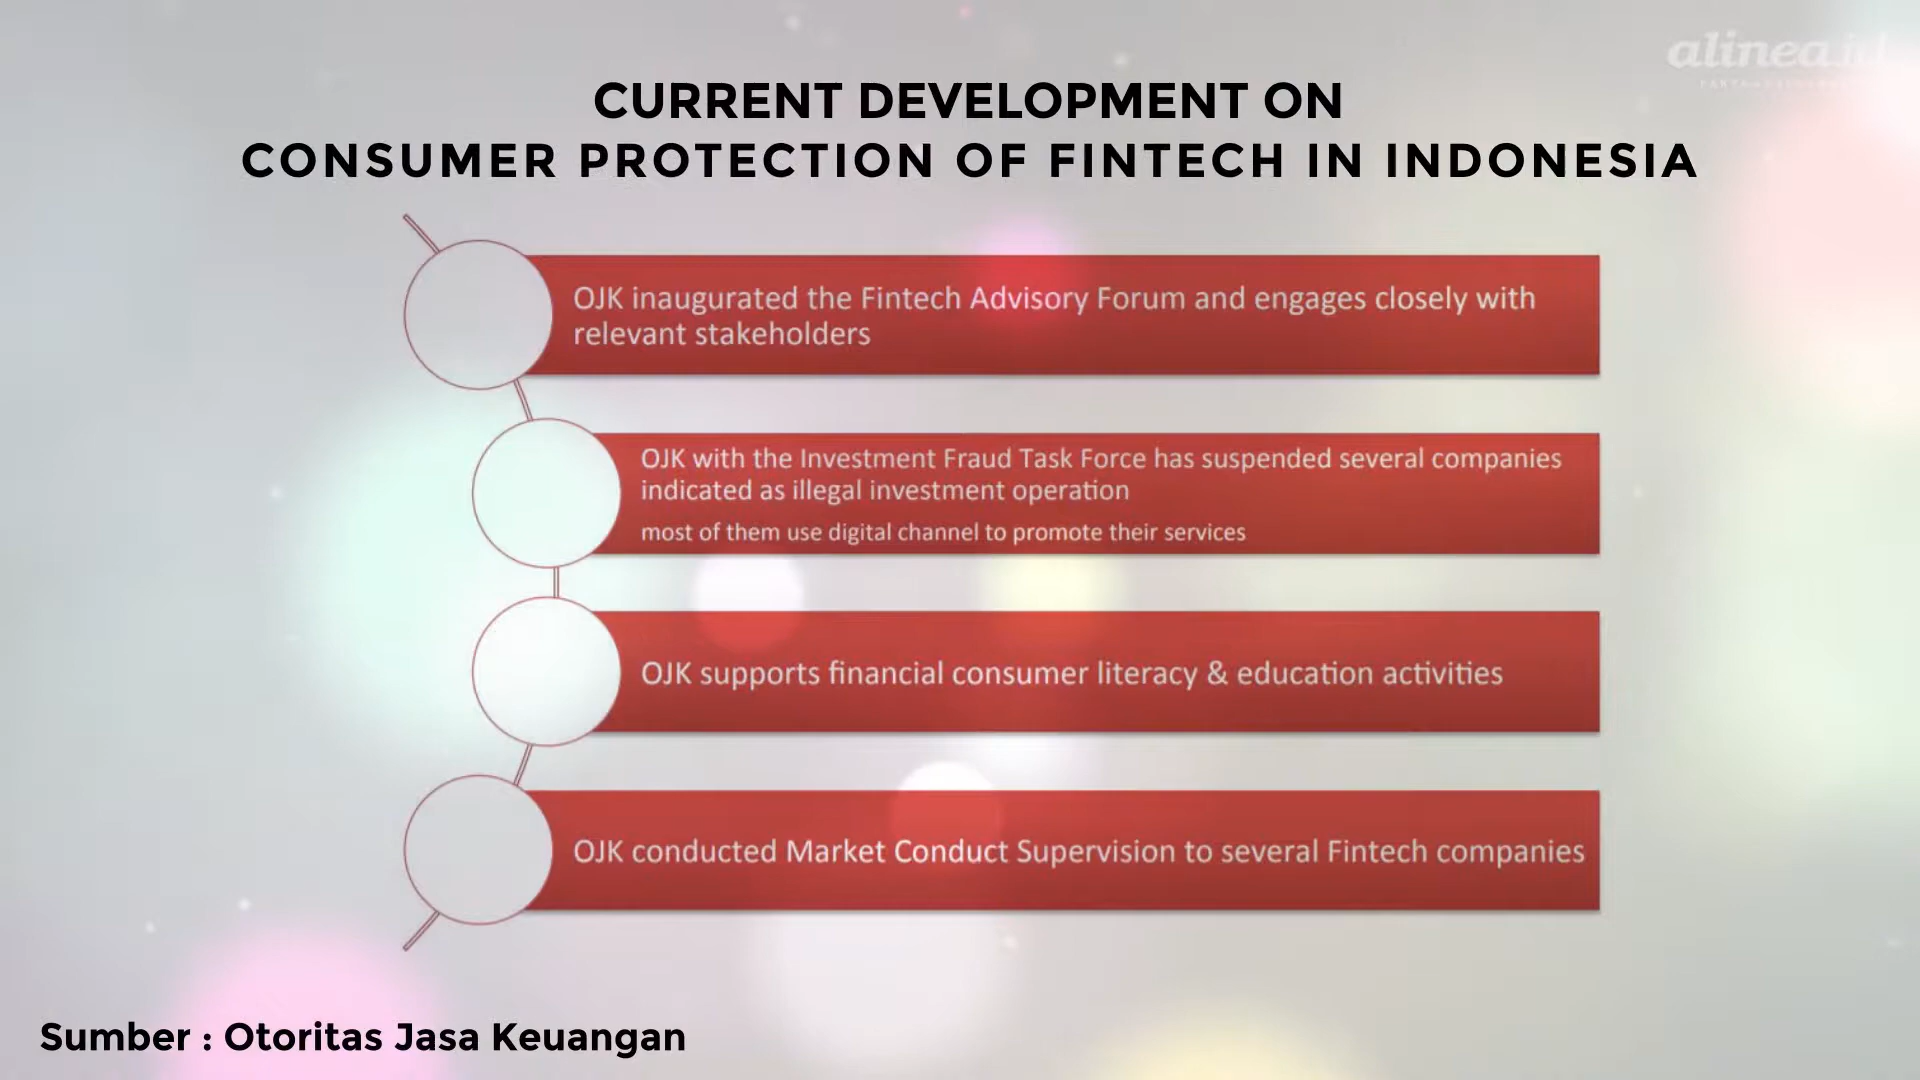 alinea.id
CURRENT DEVELOPMENT ON
CONSUMER PROTECTION OF FINTECH IN INDONESIA
OJK inaugurated the Fintech Advisory Forum and engages closely with
relevant stakeholders
OJK with the Investment Fraud Task Force has suspended several companies
indicated as illegal investment operation
most of them use digital channel to promote their services
OJK supports financial consumer literacy & education activities
OJK conducted Market Conduct Supervision to several Fintech companies
Sumber : Otoritas Jasa Keuangan